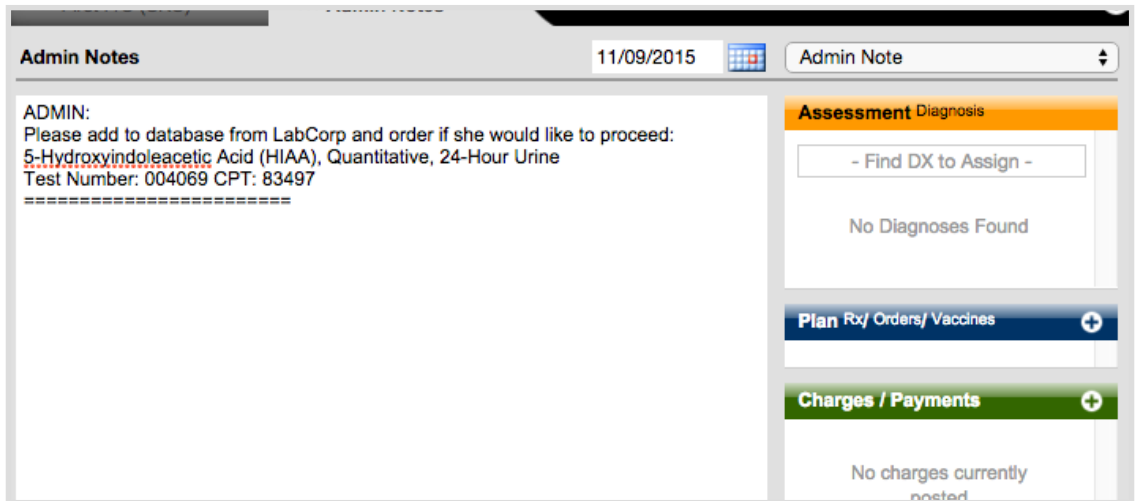 Admin Notes
11/09/2015
Admin Note
ADMIN:
Please add to database from LabCorp and order if she would like to proceed:
5-Hydroxyindoleacetic Acid (HIAA), Quantitative, 24-Hour Urine
Test Number: 004069 CPT: 83497
========================
Assessment Diagnosis
- Find DX to Assign -
No Diagnoses Found
Plan Rx/ Orders/ Vaccines
Charges / Payments
No charges currently
posted